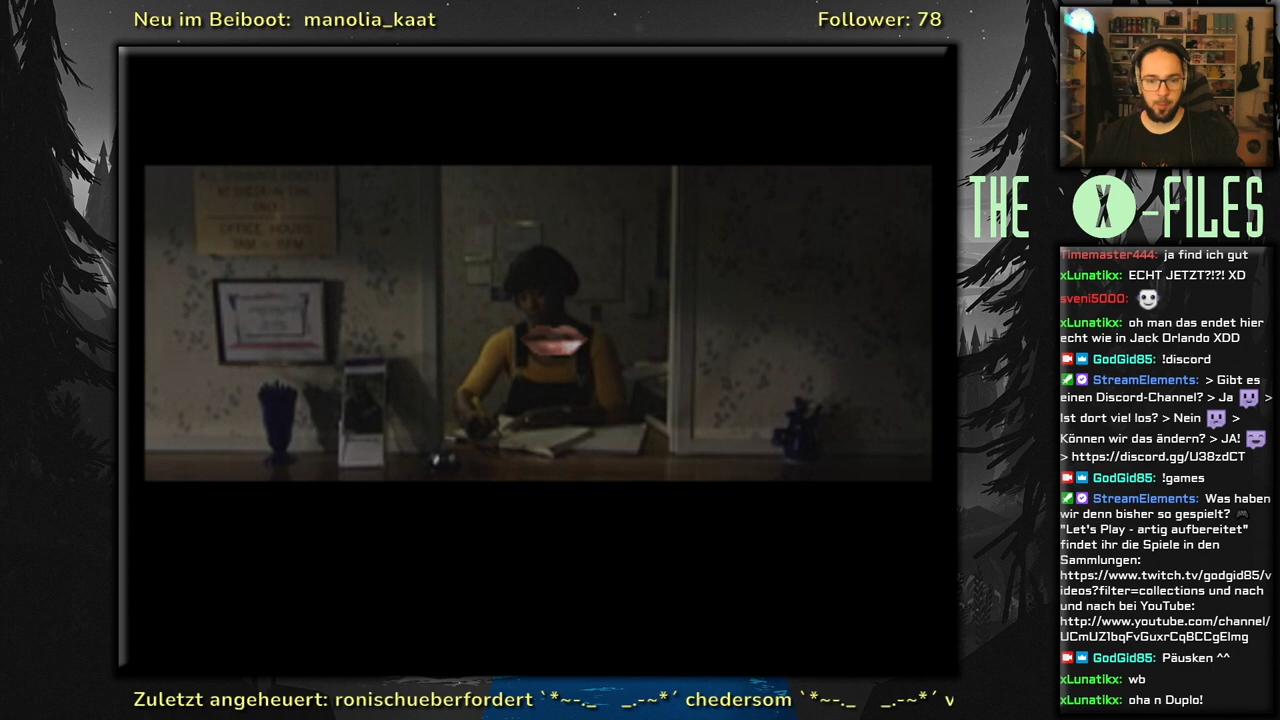 Neu im Beiboot: manolia_kaat
Follower: 78
OFFICE HOURS
THE X-FILES
Timemaster444: ja find ich gut
xLunatikx: ECHT JETZT?!?! XD
sveni5000:
xLunatikx: oh man das endet hier
echt wie in Jack Orlando XDD
GodGid85: !discord
StreamElements: > Gibt es
einen Discord-Channel? > Ja >
Ist dort viel los? > Nein >
Können wir das ändern? > JA!
> https://discord.gg/U38zdCT
GodGid85: !games
StreamElements: Was haben
wir denn bisher so gespielt?
"Let's Play - artig aufbereitet"
findet ihr die Spiele in den
Sammlungen:
https://www.twitch.tv/godgid85/v
ideos?filter=collections und nach
und nach bei YouTube:
http://www.youtube.com/channel/
UCmUZ1bqFvGuxrCqBCCgElmg
GodGid85: Päusken ^^
xLunatikx: wb
xLunatikx: oha n Duplo!
Zuletzt angeheuert: ronischueberfordert `*~-._ _.-~*´ chedersom `*~-._ _.-~*´ v